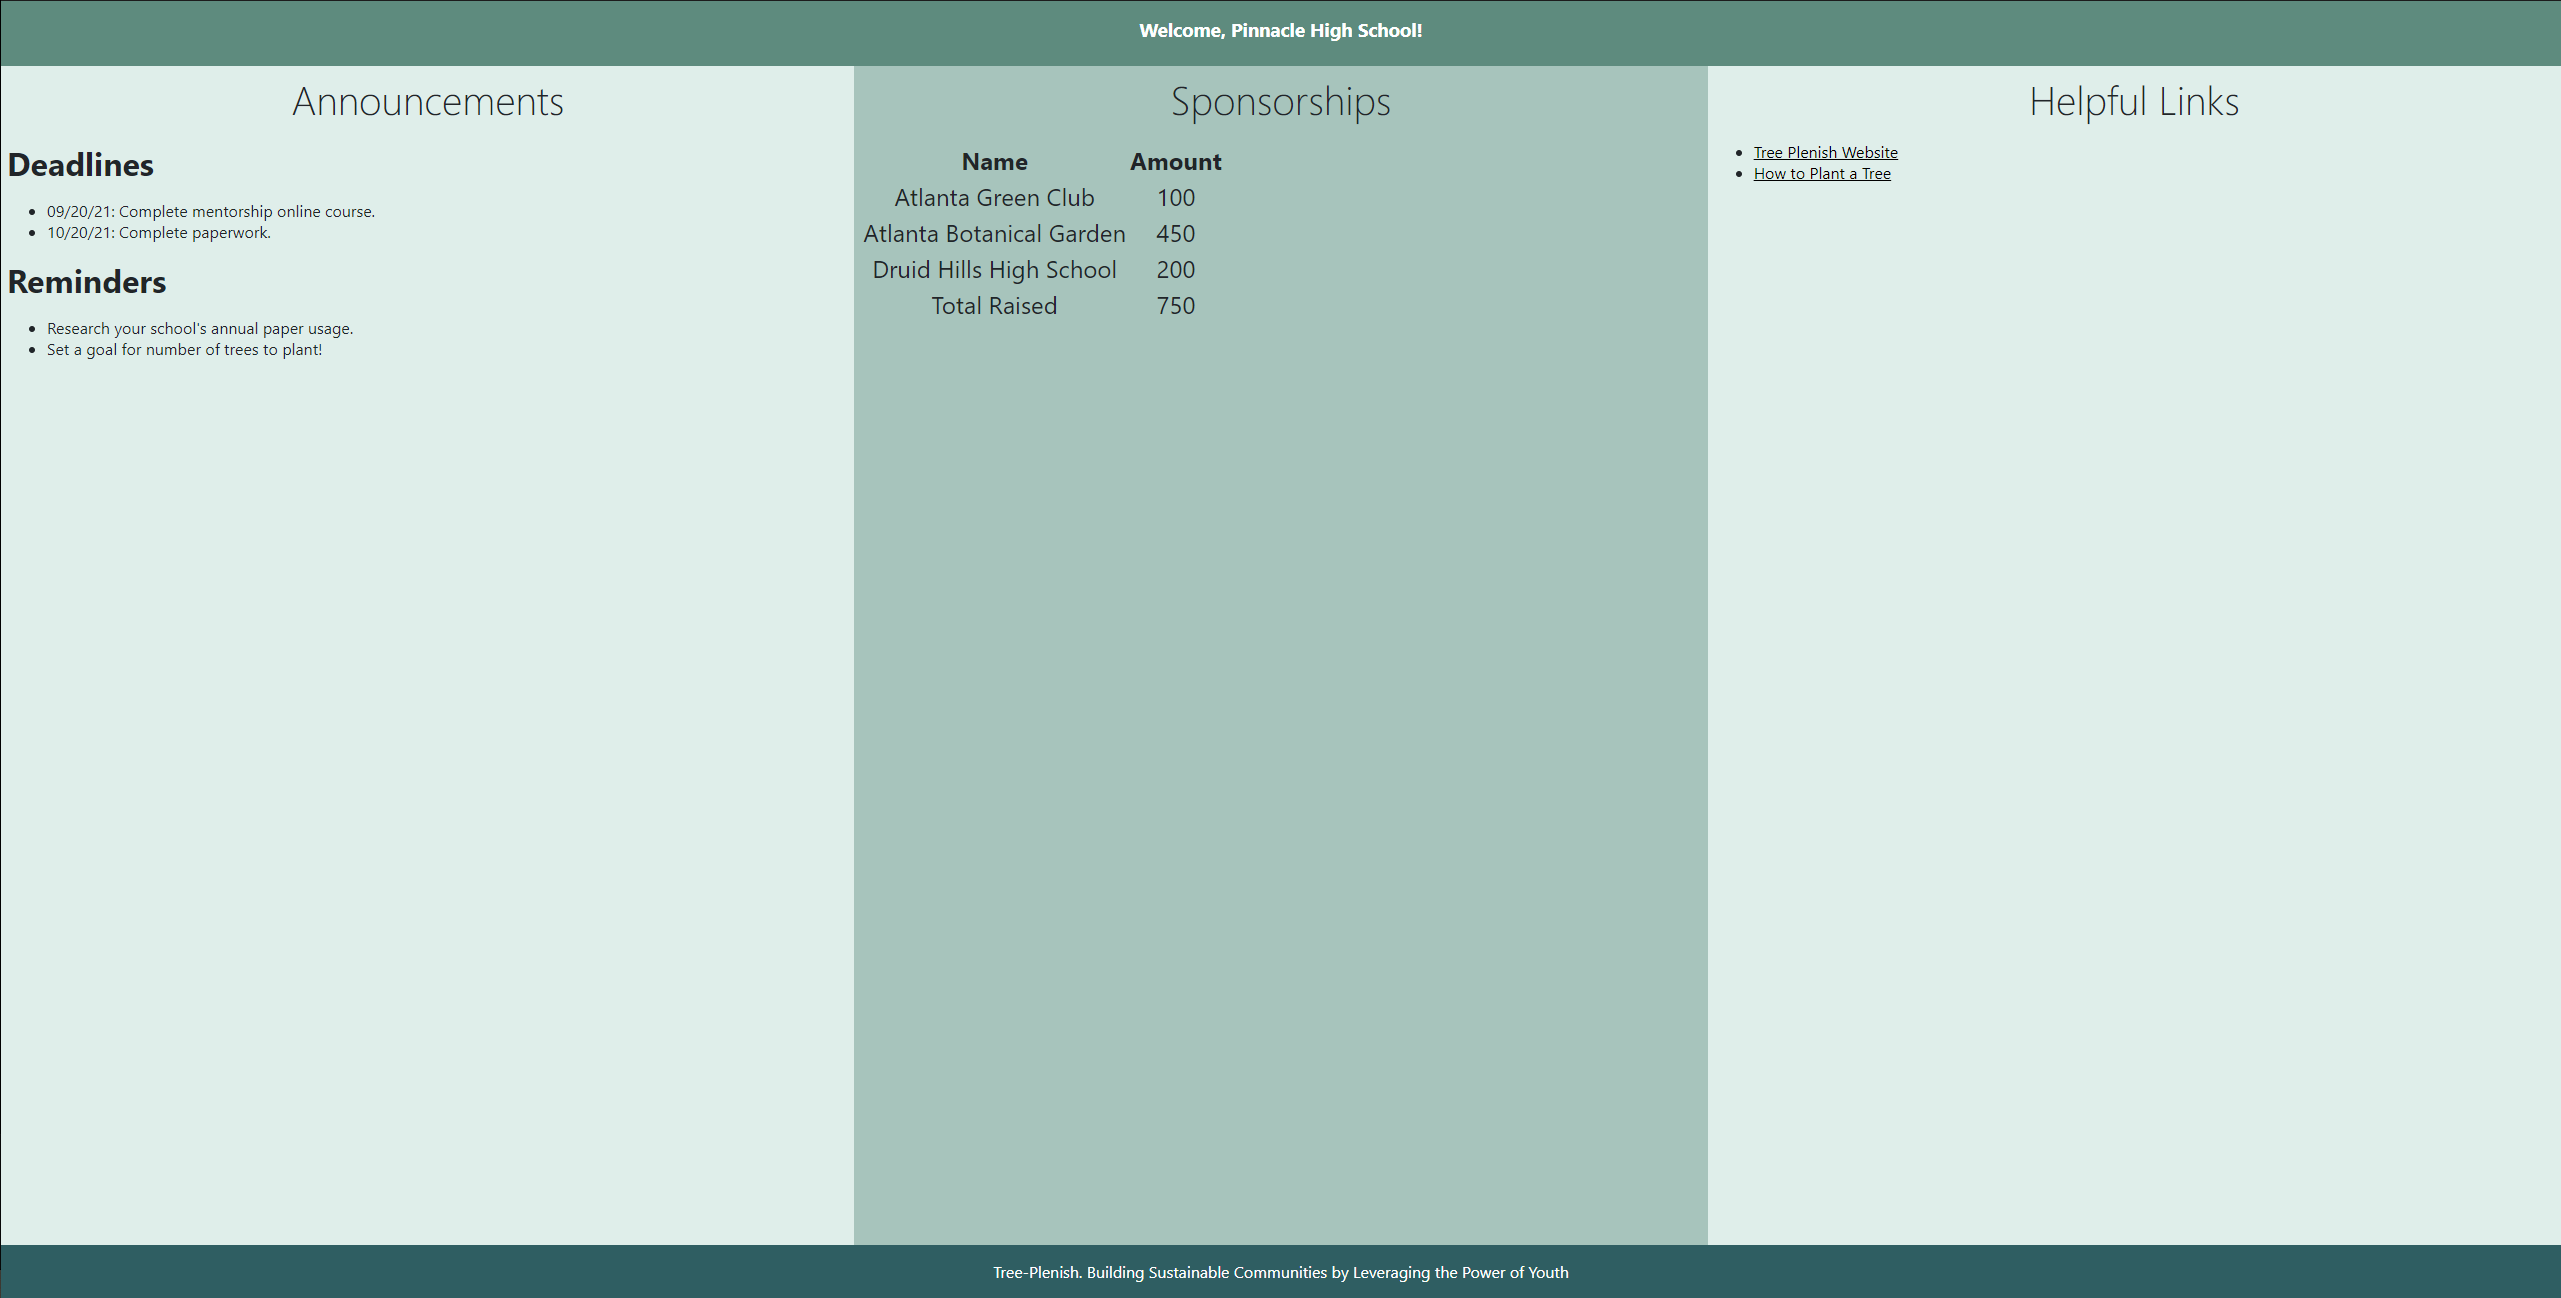 Welcome, Pinnacle High School!
Announcements
Deadlines
09/20/21: Complete mentorship online course.
10/20/21: Complete paperwork.
Reminders
Research your school's annual paper usage.
Set a goal for number of trees to plant!
Sponsorships
Name Amount
Atlanta Green Club 100
Atlanta Botanical Garden 450
Druid Hills High School 200
Total Raised 750
Helpful Links
Tree Plenish Website
How to Plant a Tree
Tree-Plenish. Building Sustainable Communities by Leveraging the Power of Youth